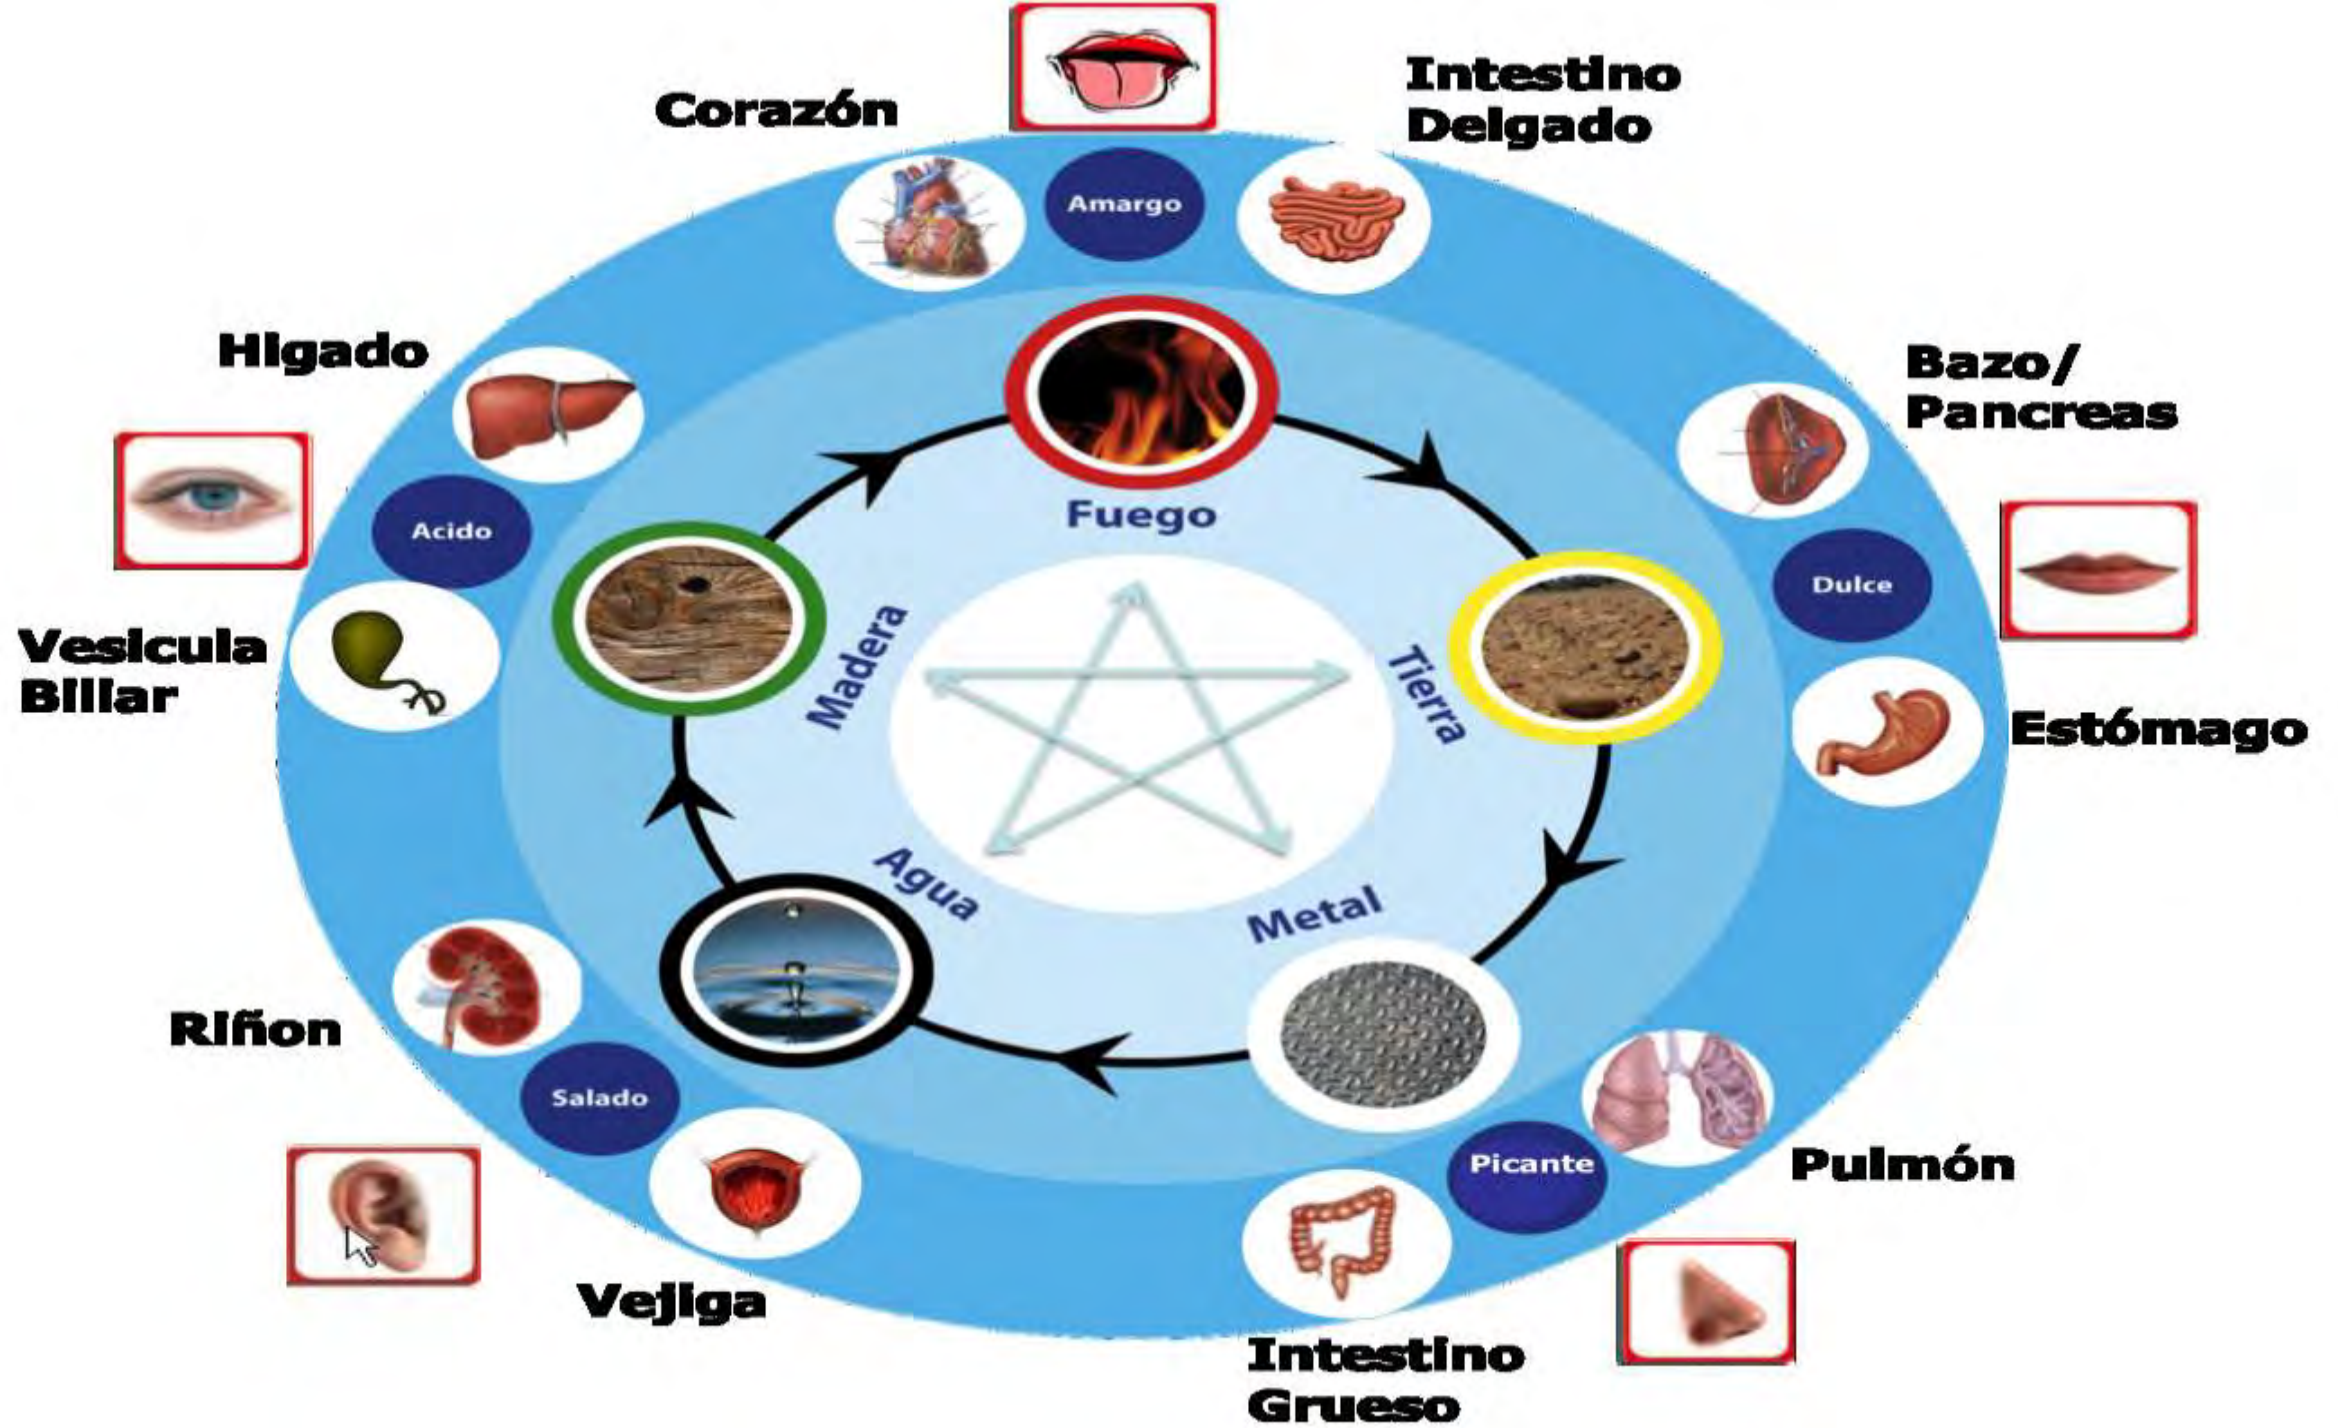 Corazón
Intestino
Delgado
Amargo
Higado
Bazo/
Pancreas
Acido
Fuego
Dulce
Vesicula
Biliar
Madera
Tierra
Estómago
Agua
Metal
Riñon
Salado
Picante
Pulmón
Vejiga
Intestino
Grueso